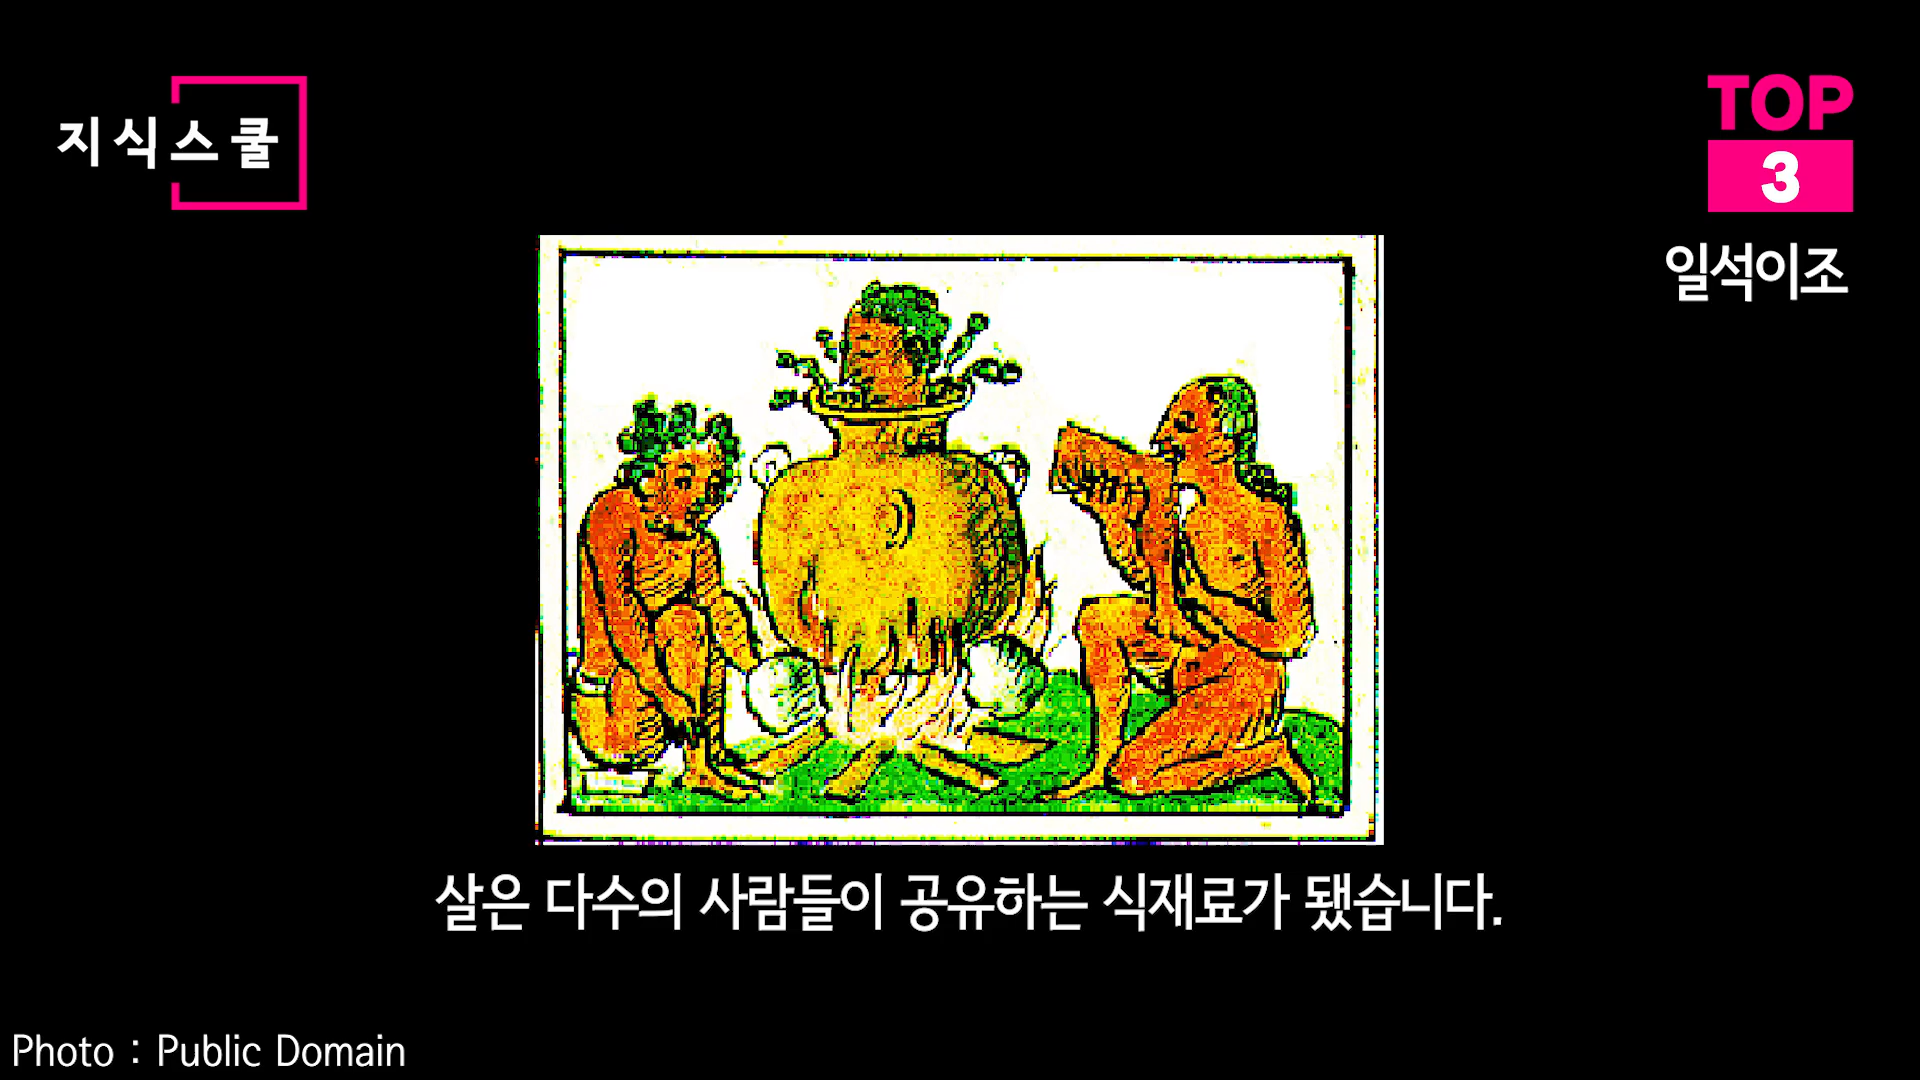 지식스쿨
TOP
3
일석이조
살은 다수의 사람들이 공유하는 식재료가 됐습니다.
Photo : Public Domain